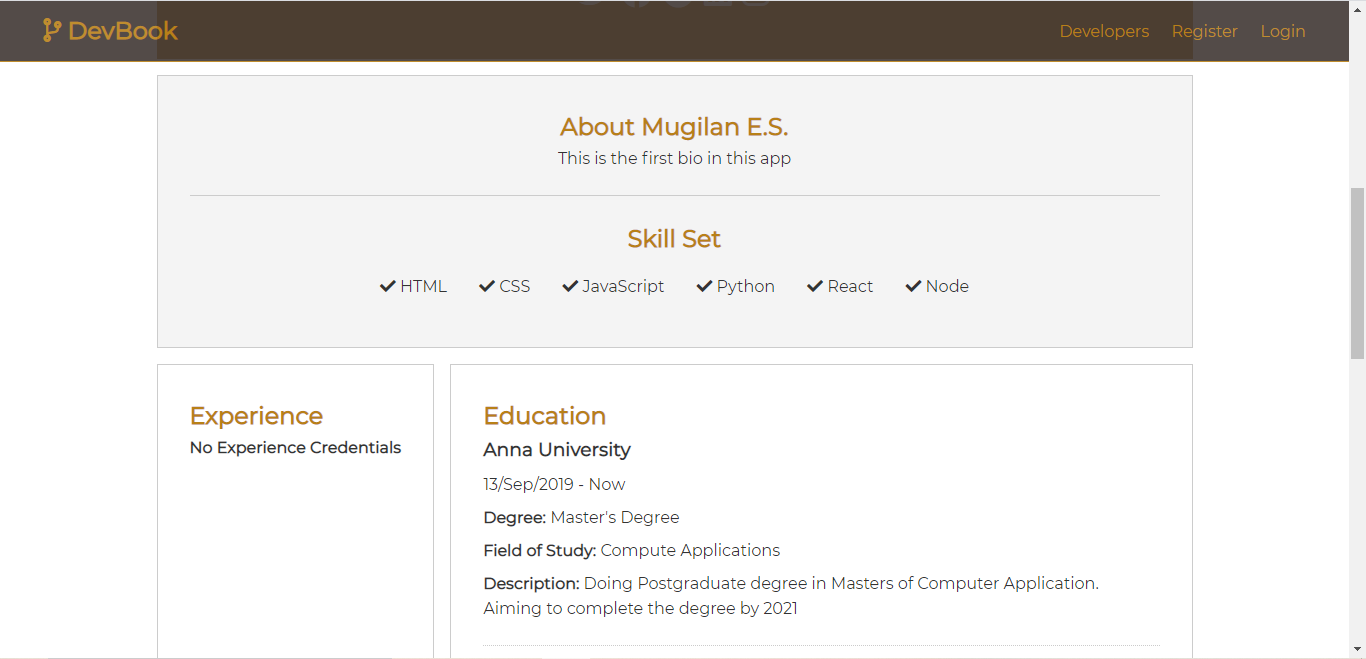 DevBook
Developers Register Login
About Mugilan E.S.
This is the first bio in this app
Skill Set
HTML CSS JavaScript Python React Node
Experience
No Experience Credentials
Education
Anna University
13/Sep/2019 - Now
Degree: Master's Degree
Field of Study: Compute Applications
Description: Doing Postgraduate degree in Masters of Computer Application.
Aiming to complete the degree by 2021